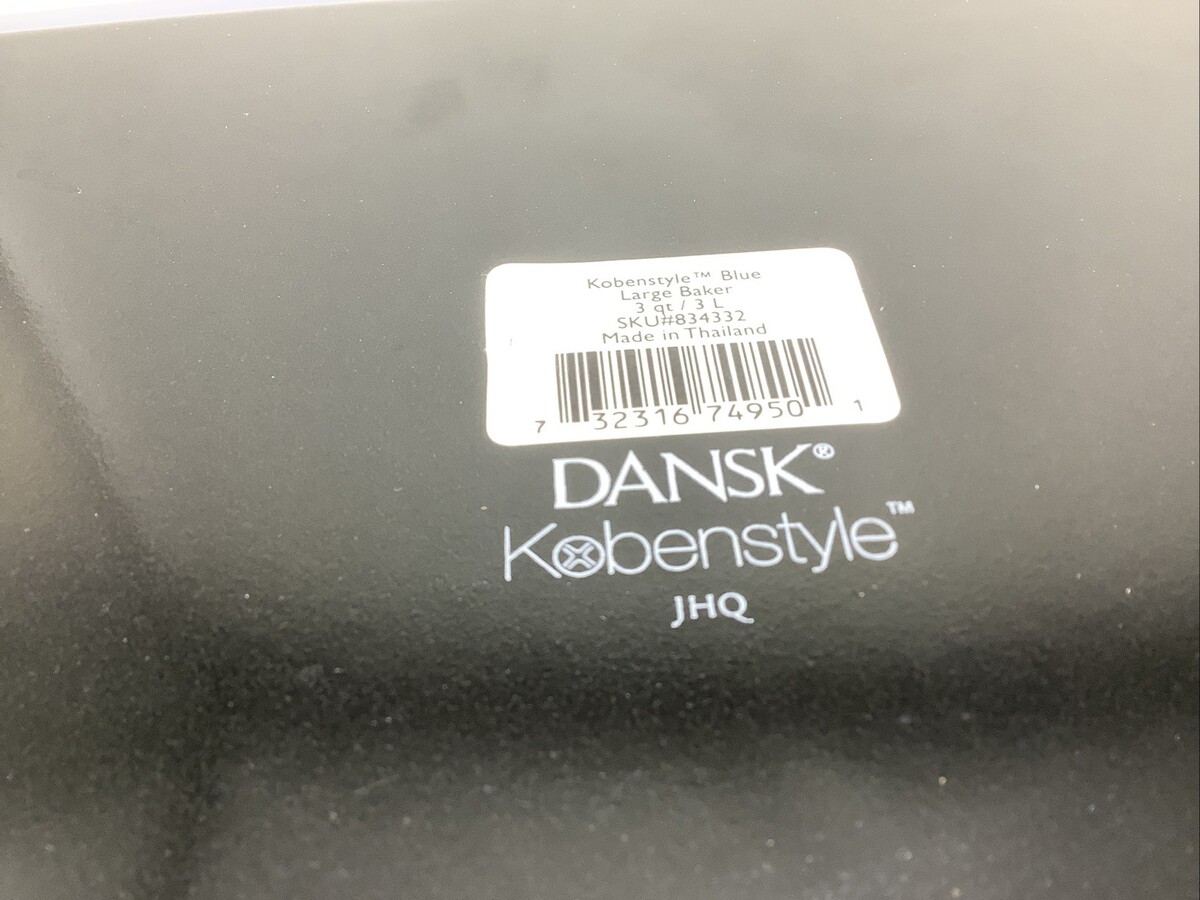 Kobenstyle™ Blue
Large Baker
3 qt / 3 L
SKU#834332
Made in Thailand
7 32316 74950 1
DANSK®
Kobenstyle™
JHQ